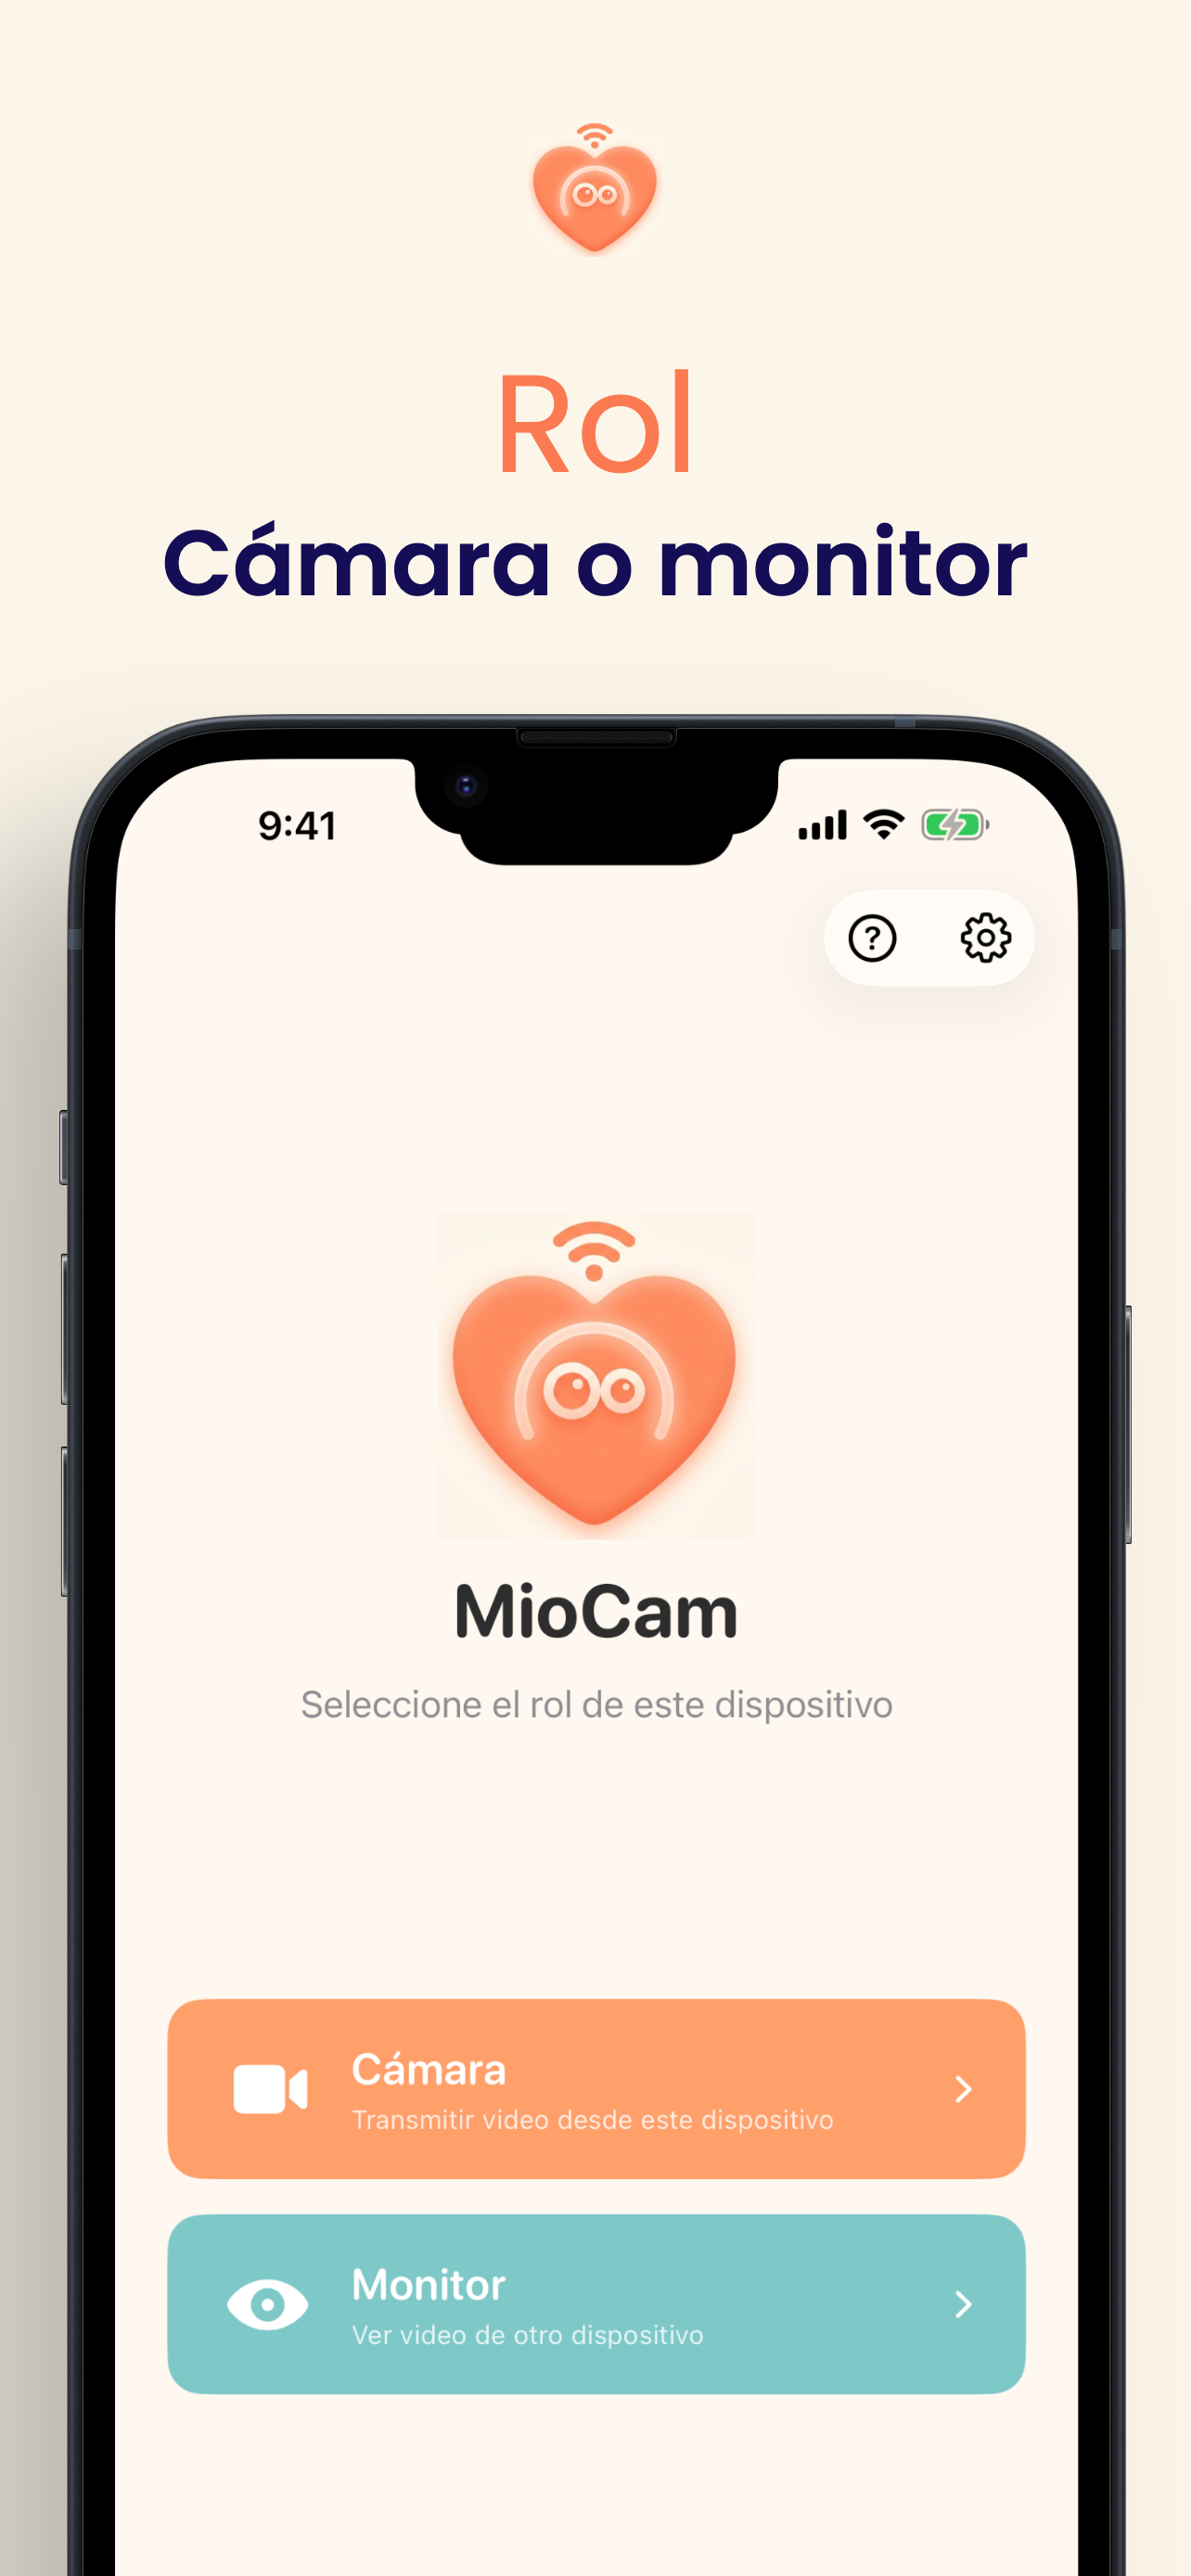 Rol
Cámara o monitor
9:41
MioCam
Seleccione el rol de este dispositivo
Cámara
Transmitir video desde este dispositivo
Monitor
Ver video de otro dispositivo